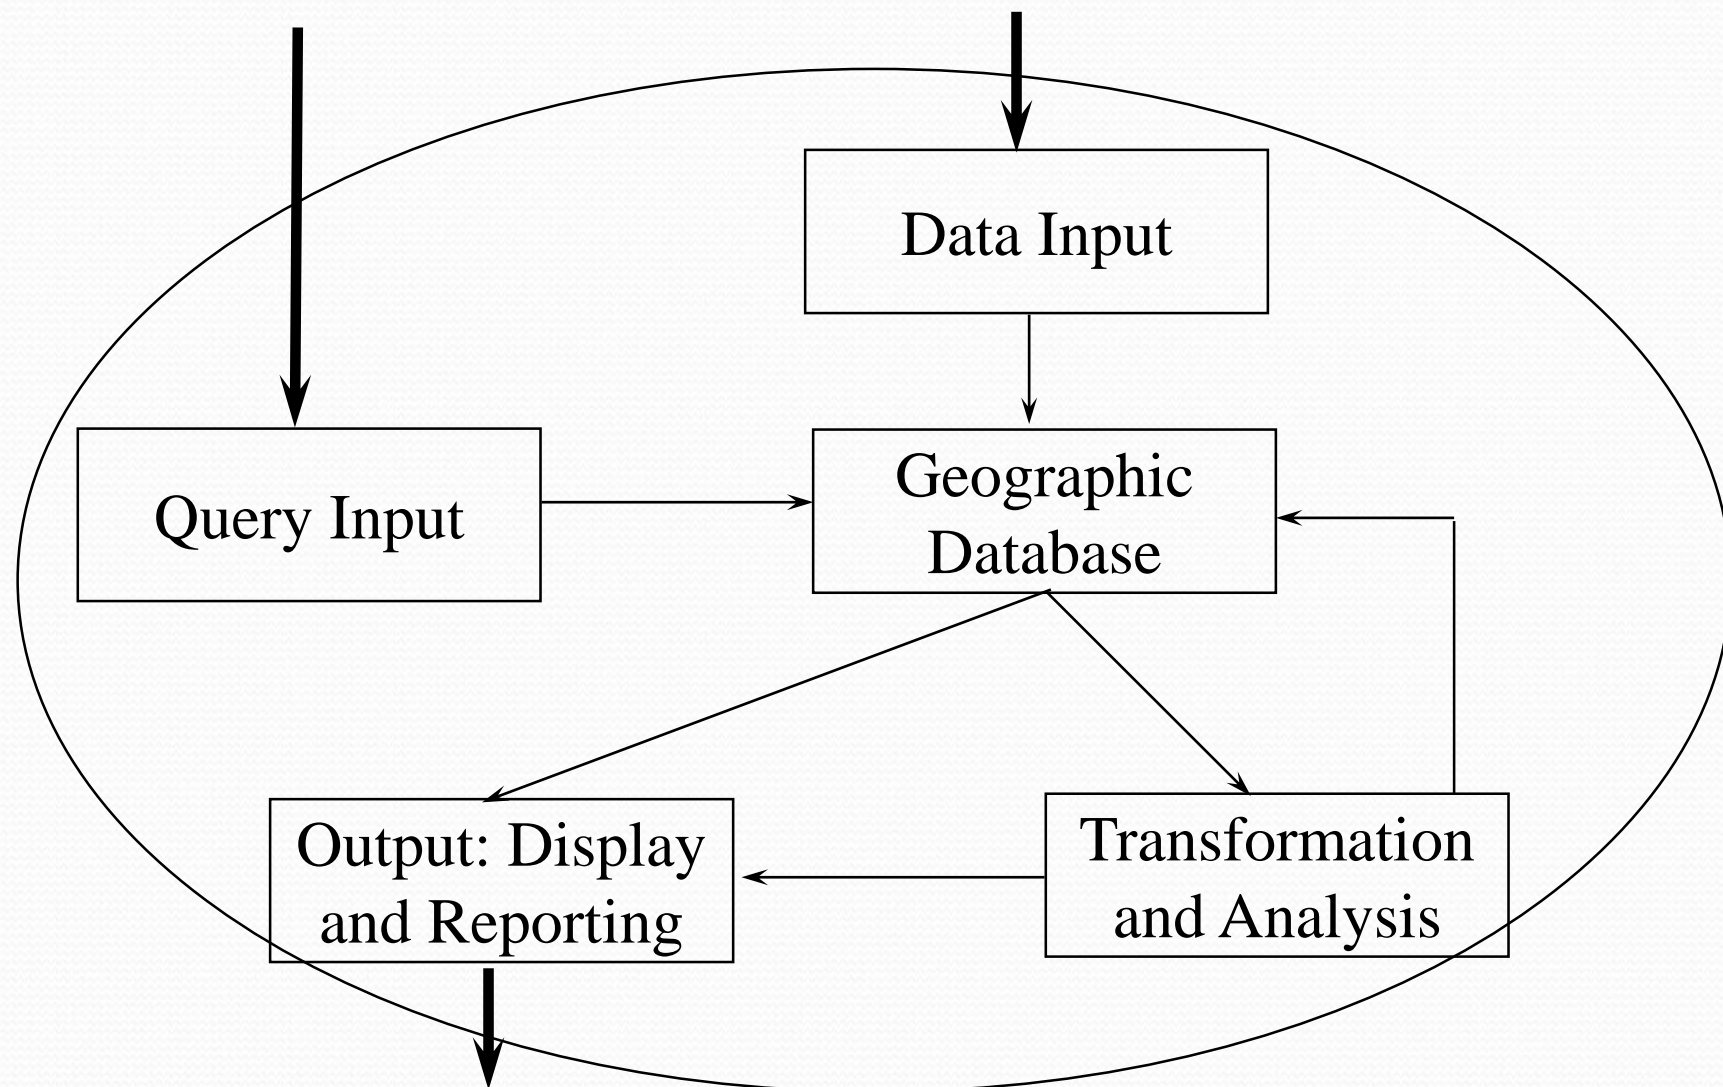 Data Input
Query Input
Geographic
Database
Output: Display
and Reporting
Transformation
and Analysis